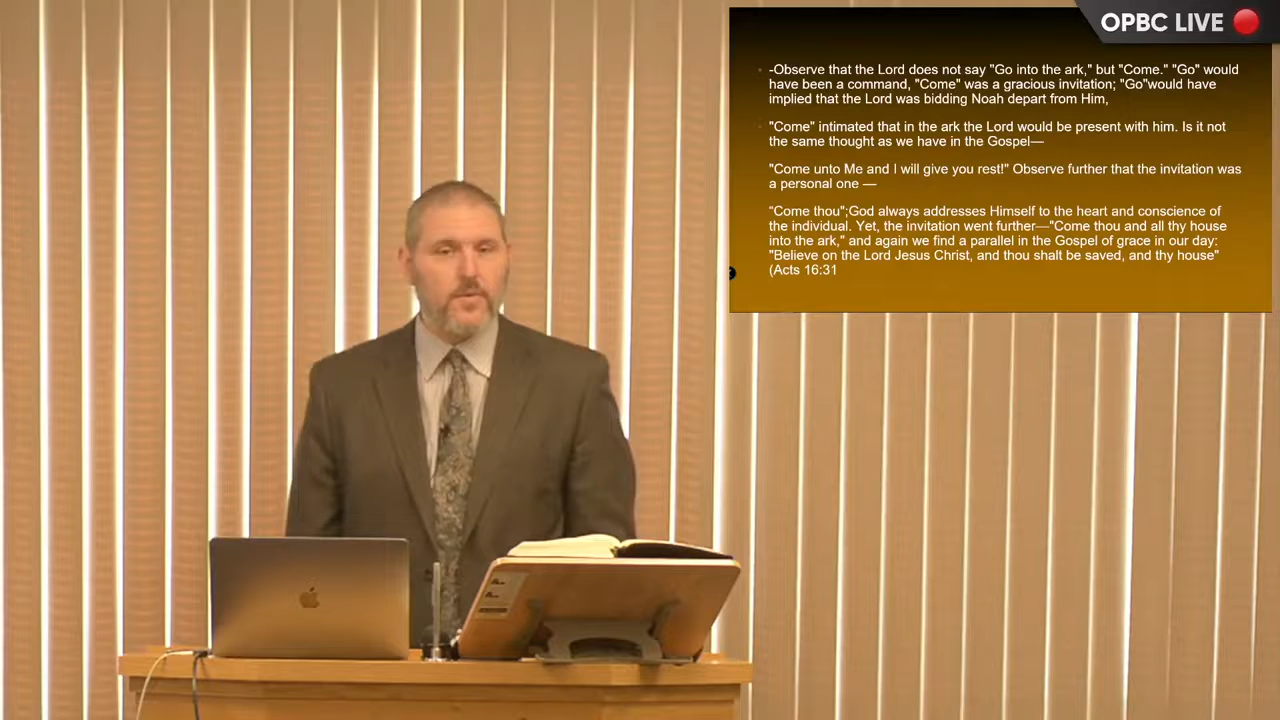 OPBC LIVE
-Observe that the Lord does not say "Go into the ark," but "Come." "Go" would
have been a command, "Come" was a gracious invitation; "Go"would have
implied that the Lord was bidding Noah depart from Him,
"Come" intimated that in the ark the Lord would be present with him. Is it not
the same thought as we have in the Gospel—
"Come unto Me and I will give you rest!" Observe further that the invitation was
a personal one —
“Come thou";God always addresses Himself to the heart and conscience of
the individual. Yet, the invitation went further—"Come thou and all thy house
into the ark," and again we find a parallel in the Gospel of grace in our day:
"Believe on the Lord Jesus Christ, and thou shalt be saved, and thy house"
(Acts 16:31